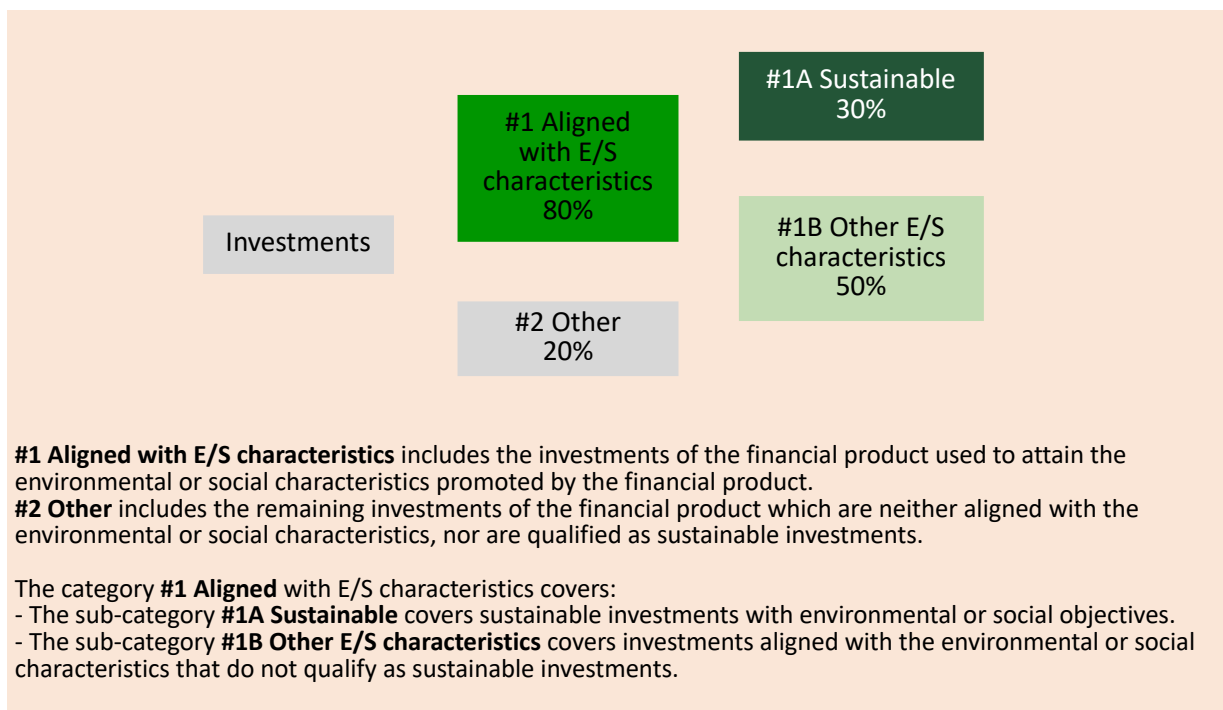 #1A Sustainable
30%
#1 Aligned
with E/S
characteristics
80%
#1B Other E/S
characteristics
50%
Investments
#2 Other
20%
#1 Aligned with E/S characteristics includes the investments of the financial product used to attain the
environmental or social characteristics promoted by the financial product.
#2 Other includes the remaining investments of the financial product which are neither aligned with the
environmental or social characteristics, nor are qualified as sustainable investments.
The category #1 Aligned with E/S characteristics covers:
- The sub-category #1A Sustainable covers sustainable investments with environmental or social objectives.
- The sub-category #1B Other E/S characteristics covers investments aligned with the environmental or social
characteristics that do not qualify as sustainable investments.